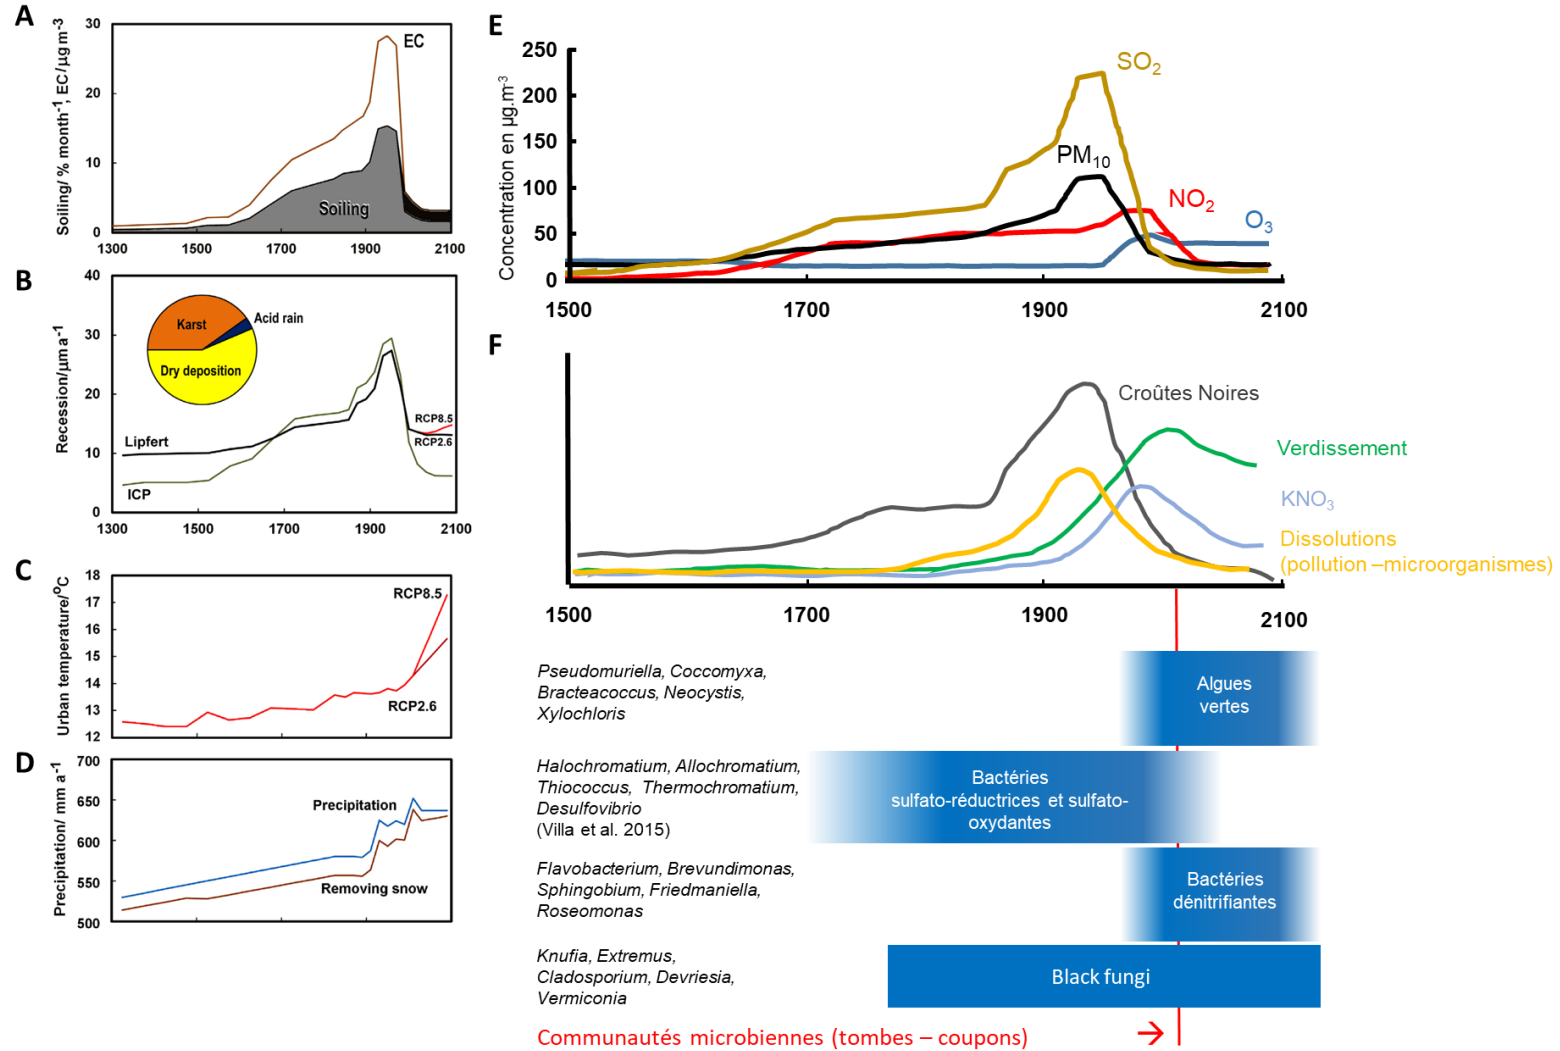 A
Soiling/ % month-1, EC/µg m-3
30
20
10
0
EC
Soiling
1300
1500
1700
1900
2100
B
Recession/µm a-1
40
30
20
10
0
Karst
Acid rain
Dry deposition
Lipfert
ICP
RCP8.5
RCP2.6
1300
1500
1700
1900
2100
C
Urban temperature/oC
18
17
16
15
14
13
12
RCP8.5
RCP2.6
D
Precipitation/ mm a-1
700
650
600
550
500
Precipitation
Removing snow
E
Concentration en µg.m-3
250
200
150
100
50
0
SO2
PM10
NO2
O3
1500
1700
1900
2100
F
Croûtes Noires
Verdissement
KNO3
Dissolutions
(pollution –microorganismes)
1500
1700
1900
2100
Pseudomuriella, Coccomyxa,
Bracteacoccus, Neocystis,
Xylochloris
Algues
vertes
Halochromatium, Allochromatium,
Thiococcus, Thermochromatium,
Desulfovibrio
(Villa et al. 2015)
Bactéries
sulfato-réductrices et sulfato-
oxydantes
Flavobacterium, Brevundimonas,
Sphingobium, Friedmaniella,
Roseomonas
Bactéries
dénitrifiantes
Knufia, Extremus,
Cladosporium, Devriesia,
Vermiconia
Black fungi
Communautés microbiennes (tombes – coupons)